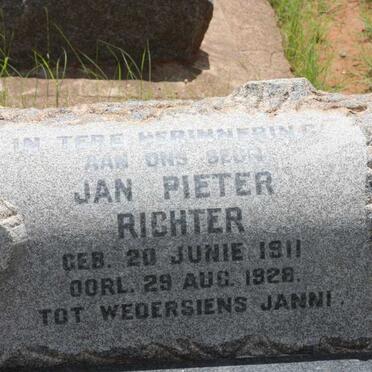 IN TERE HERINNERING
AAN ONS SEUN
JAN PIETER
RICHTER
GEB. 20 JUNIE 1911
OORL. 29 AUG. 1928.
TOT WEDERSIENS JANNI.